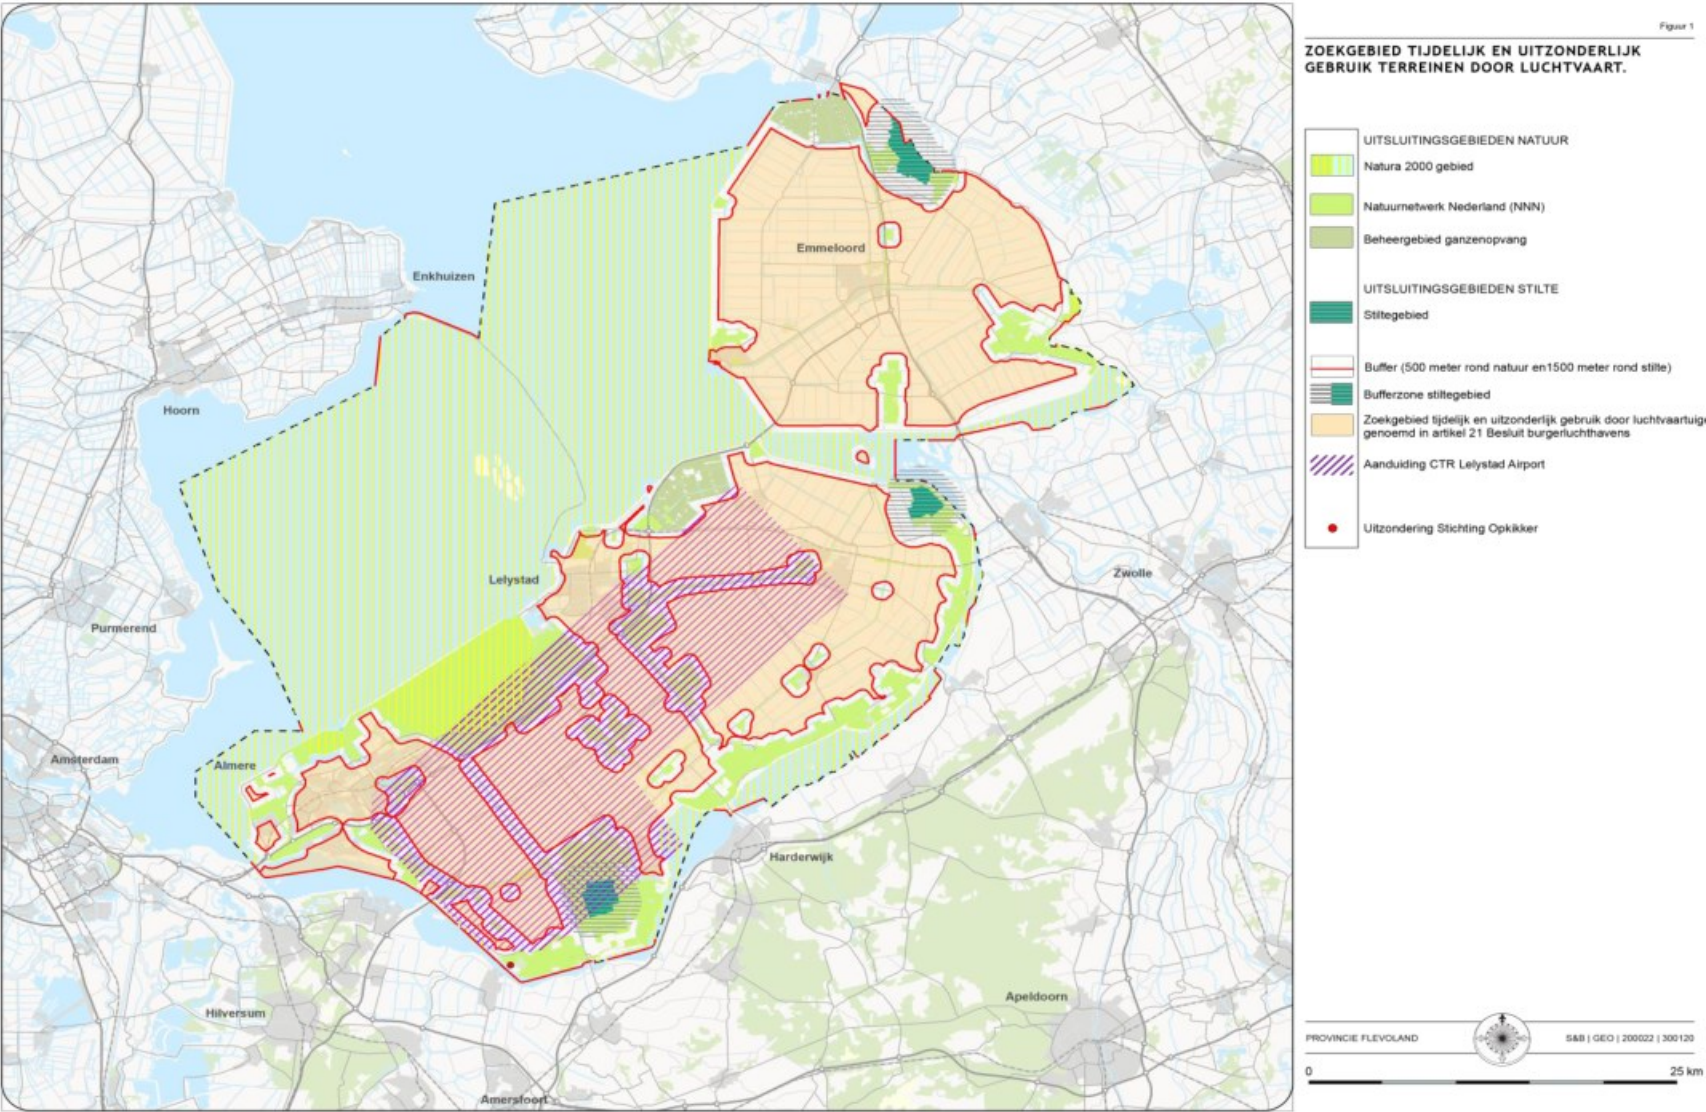 Figuur 1
ZOEKGEBIED TIJDELIJK EN UITZONDERLIJK
GEBRUIK TERREINEN DOOR LUCHTVAART.
UITSLUITINGSGEBIEDEN NATUUR
Natura 2000 gebied
Natuurnetwerk Nederland (NNN)
Beheergebied ganzenopvang
UITSLUITINGSGEBIEDEN STILTE
Stiltegebied
Buffer (500 meter rond natuur en1500 meter rond stilte)
Bufferzone stiltegebied
Zoekgebied tijdelijk en uitzonderlijk gebruik door luchtvaartuige
genoemd in artikel 21 Besluit burgerluchthavens
Aanduiding CTR Lelystad Airport
Uitzondering Stichting Opkikker
Emmeloord
Enkhuizen
Hoorn
Lelystad
Zwolle
Purmerend
Amsterdam
Almere
Harderwijk
Apeldoorn
Hilversum
Amersfoort
PROVINCIE FLEVOLAND
S&B | GEO | 200022 | 300120
0
25 km